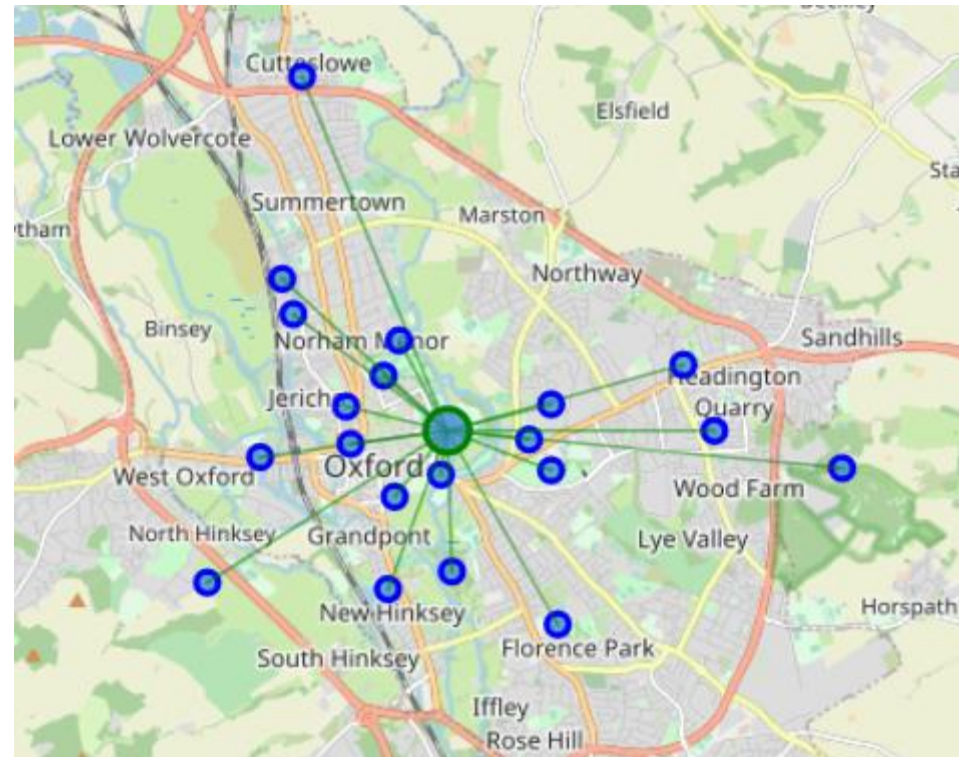 Cutteslowe
Elsfield
Lower Wolvercote
Summertown
Marston
Northway
Binsey
Norham Manor
Sandhills
Headington
Quarry
Jerich
West Oxford
Oxford
Wood Farm
North Hinksey
Grandpont
Lye Valley
New Hinksey
Horspath
South Hinksey
Florence Park
Iffley
Rose Hill